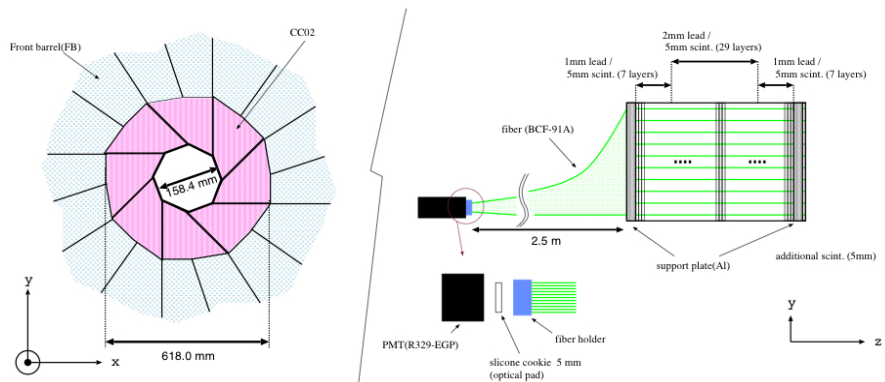 CC02
Front barrel(FB)
158.4 mm
618.0 mm
y
x
2mm lead /
5mm scint. (29 layers)
1mm lead /
5mm scint. (7 layers)
1mm lead /
5mm scint. (7 layers)
fiber (BCF-91A)
2.5 m
support plate(Al)
additional scint. (5mm)
PMT(R329-EGP)
slicone cookie 5 mm
(optical pad)
fiber holder
y
z